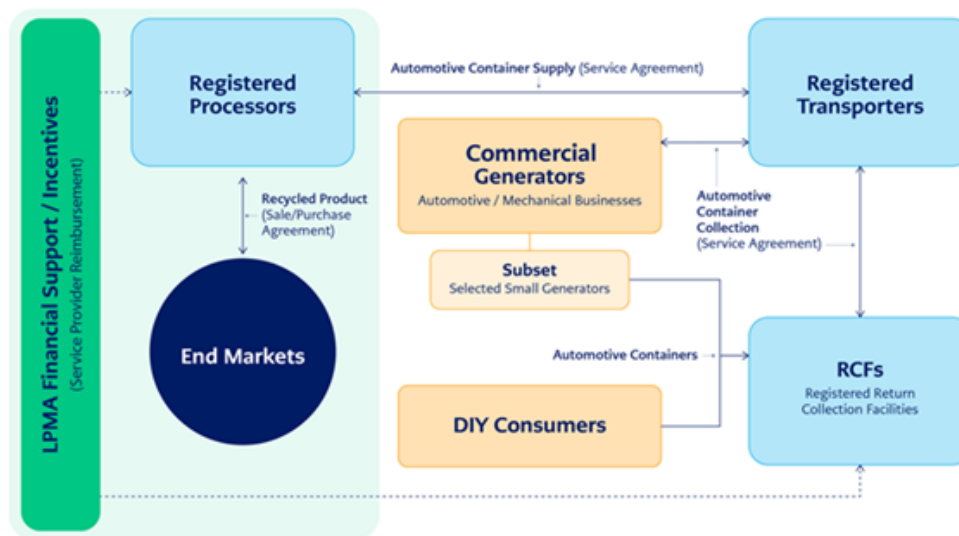 LPMA Financial Support / Incentives
(Service Provider Reimbursement)
Registered
Processors
Automotive Container Supply (Service Agreement)
Registered
Transporters
Commercial
Generators
Automotive / Mechanical Businesses
Recycled Product
(Sale/Purchase
Agreement)
Automotive
Container
Collection
(Service Agreement)
Subset
Selected Small Generators
End Markets
Automotive Containers
RCFs
Registered Return
Collection Facilities
DIY Consumers